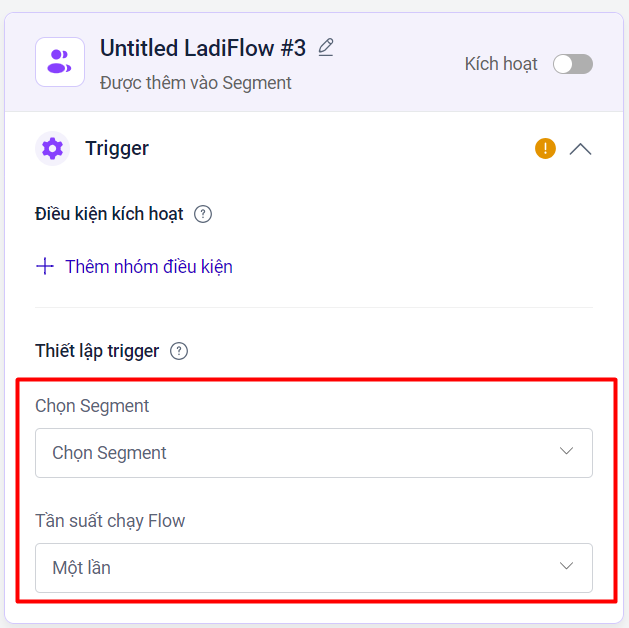 Untitled LadiFlow #3
Được thêm vào Segment
Kích hoạt
Trigger
Điều kiện kích hoạt
Thêm nhóm điều kiện
Thiết lập trigger
Chọn Segment
Chọn Segment
Tần suất chạy Flow
Một lần